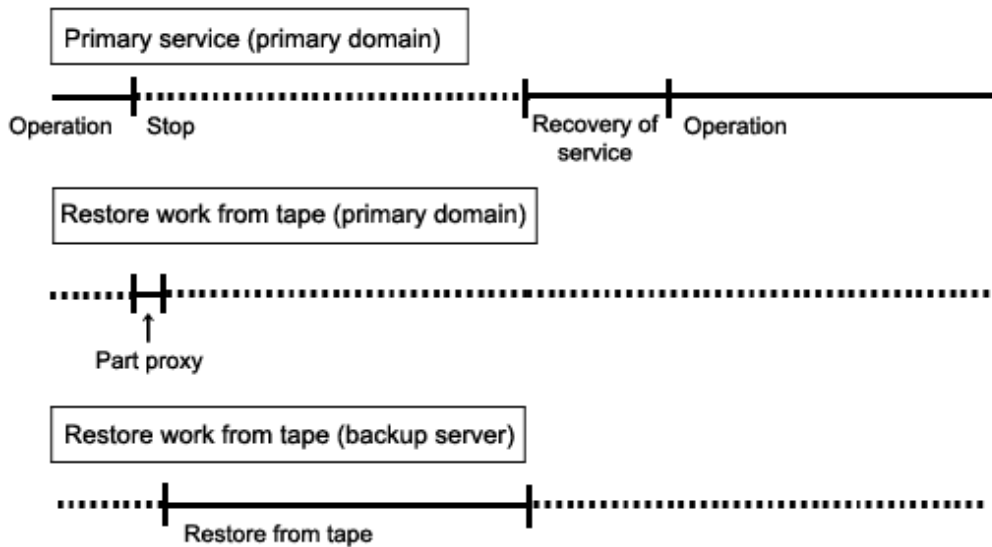 Primary service (primary domain)
Operation
Stop
Recovery of
service
Operation
Restore work from tape (primary domain)
Part proxy
Restore work from tape (backup server)
Restore from tape